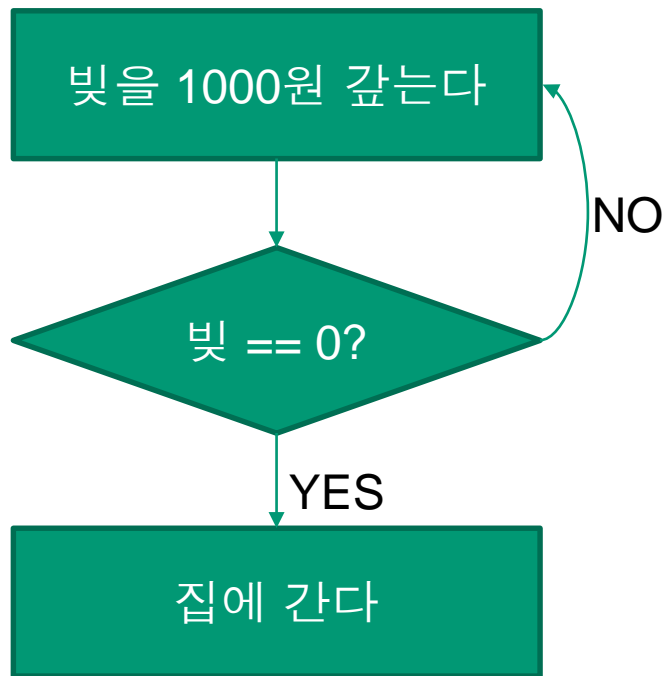 빚을 1000원 갚는다
NO
빚 == 0?
YES
집에 간다